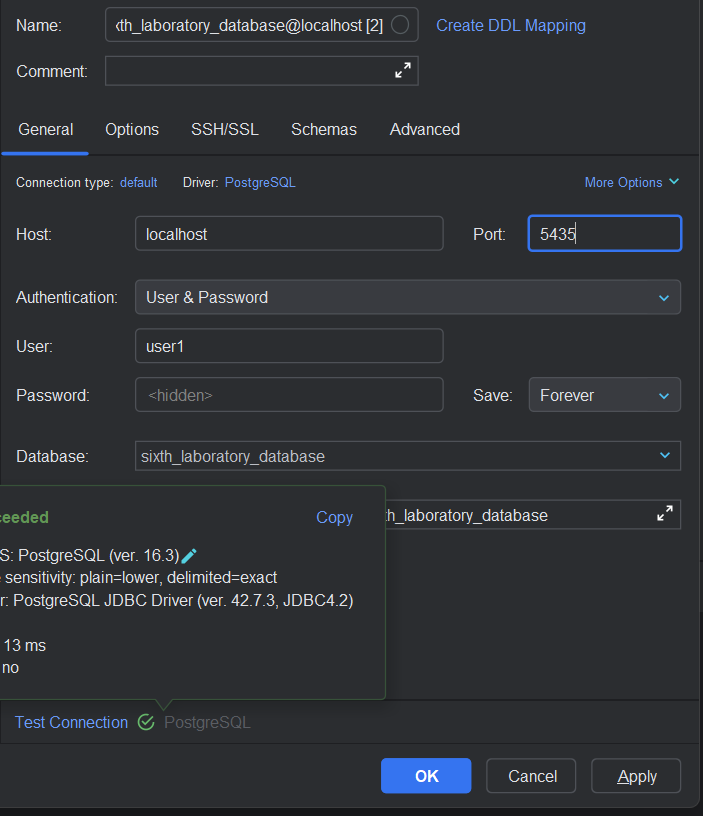 Name: xth_laboratory_database@localhost [2] Create DDL Mapping
Comment:
General Options SSH/SSL Schemas Advanced
Connection type: default Driver: PostgreSQL More Options
Host: localhost Port: 5435
Authentication: User & Password
User: user1
Password: <hidden> Save: Forever
Database: sixth_laboratory_database
ceeded Copy
th_laboratory_database
S: PostgreSQL (ver. 16.3)
e sensitivity: plain=lower, delimited=exact
r: PostgreSQL JDBC Driver (ver. 42.7.3, JDBC4.2)
13 ms
no
Test Connection PostgreSQL
OK Cancel Apply